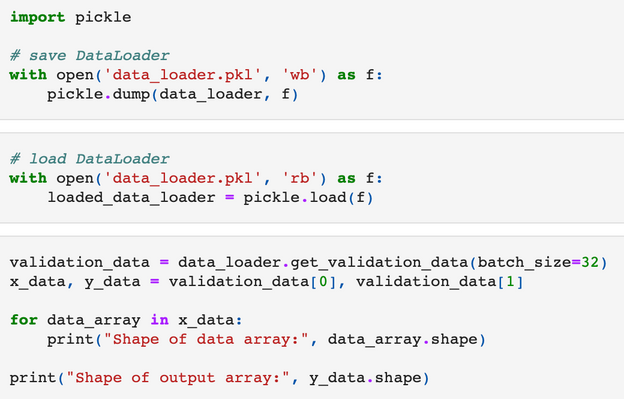 import pickle
# save DataLoader
with open('data_loader.pkl', 'wb') as f:
    pickle.dump(data_loader, f)
# load DataLoader
with open('data_loader.pkl', 'rb') as f:
    loaded_data_loader = pickle.load(f)
validation_data = data_loader.get_validation_data(batch_size=32)
x_data, y_data = validation_data[0], validation_data[1]
for data_array in x_data:
    print("Shape of data array:", data_array.shape)
print("Shape of output array:", y_data.shape)